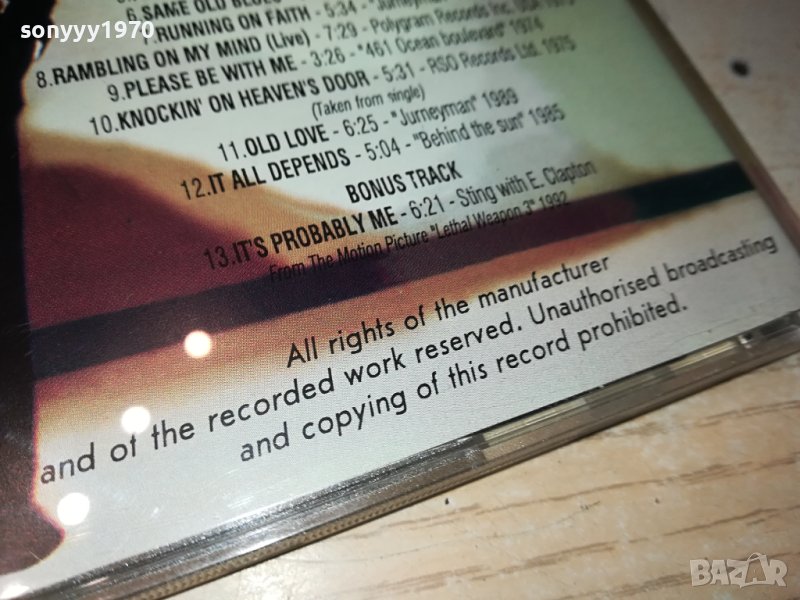 sonyyy1970
SAME OLD BLUES
RUNNING ON FAITH - 5:34 - "Jurneyman"
8.RAMBLING ON MY MIND (Live) - 7:29 - Polygram Records Inc. USA
9.PLEASE BE WITH ME - 3:26 - "461 Ocean boulevard" 1974
10.KNOCKIN' ON HEAVEN'S DOOR - 5:31 - RSO Records Ltd. 1975
(Taken from single)
11.OLD LOVE - 6:25 - "Jurneyman" 1989
12.IT ALL DEPENDS - 5:04 - "Behind the sun" 1985
BONUS TRACK
13.IT'S PROBABLY ME - 6:21 - Sting with E. Clapton
From The Motion Picture "Lethal Weapon 3" 1992
All rights of the manufacturer
and of the recorded work reserved. Unauthorised broadcasting
and copying of this record prohibited.
BAZAR